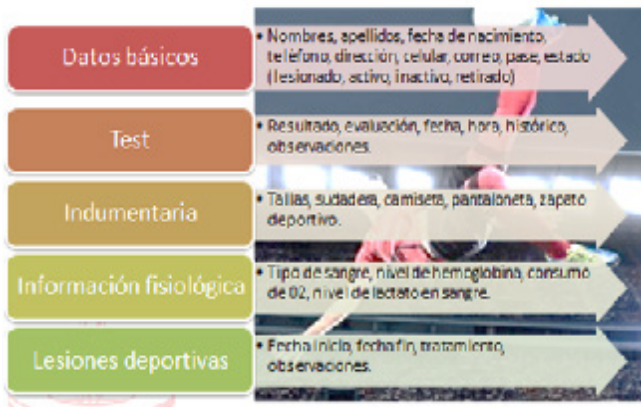 Datos básicos
• Nombres, apellidos, fecha de nacimiento,
teléfono, dirección, celular, correo, pase, estado
(lesionado, activo, inactivo, retirado)
Test
• Resultado, evaluación, fecha, hora, histórico,
observaciones.
Indumentaria
• Tallas, sudadera, camiseta, pantaloneta, zapato
deportivo.
Información fisiológica
• Tipo de sangre, nivel de hemoglobina, consumo
de 02, nivel de lactato en sangre.
Lesiones deportivas
• Fecha inicio, fecha fin, tratamiento,
observaciones.